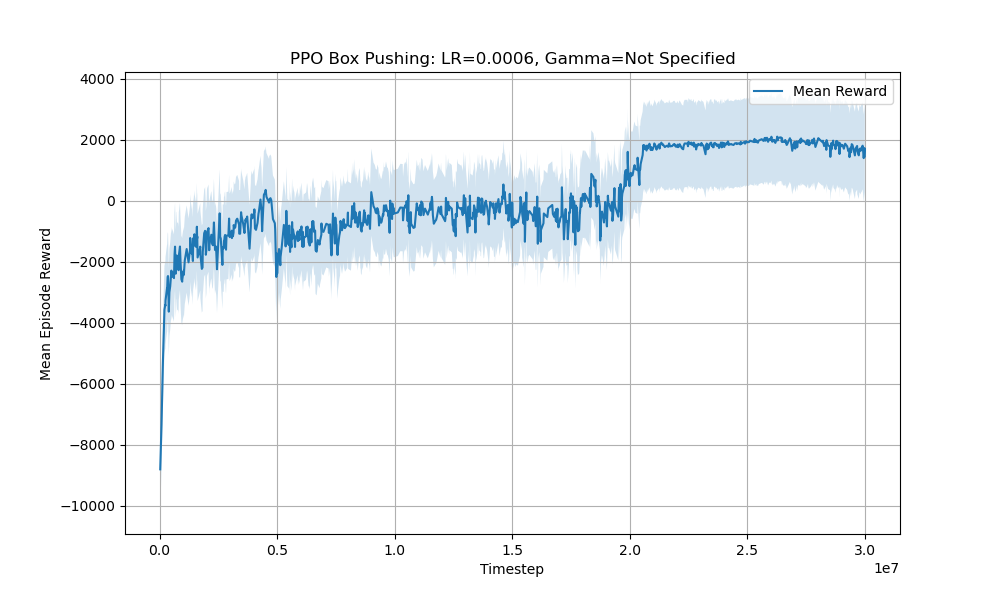 PPO Box Pushing: LR=0.0006, Gamma=Not Specified
Mean Reward
Mean Episode Reward
4000
2000
0
−2000
−4000
−6000
−8000
−10000
0.0 0.5 1.0 1.5 2.0 2.5 3.0
1e7
Timestep